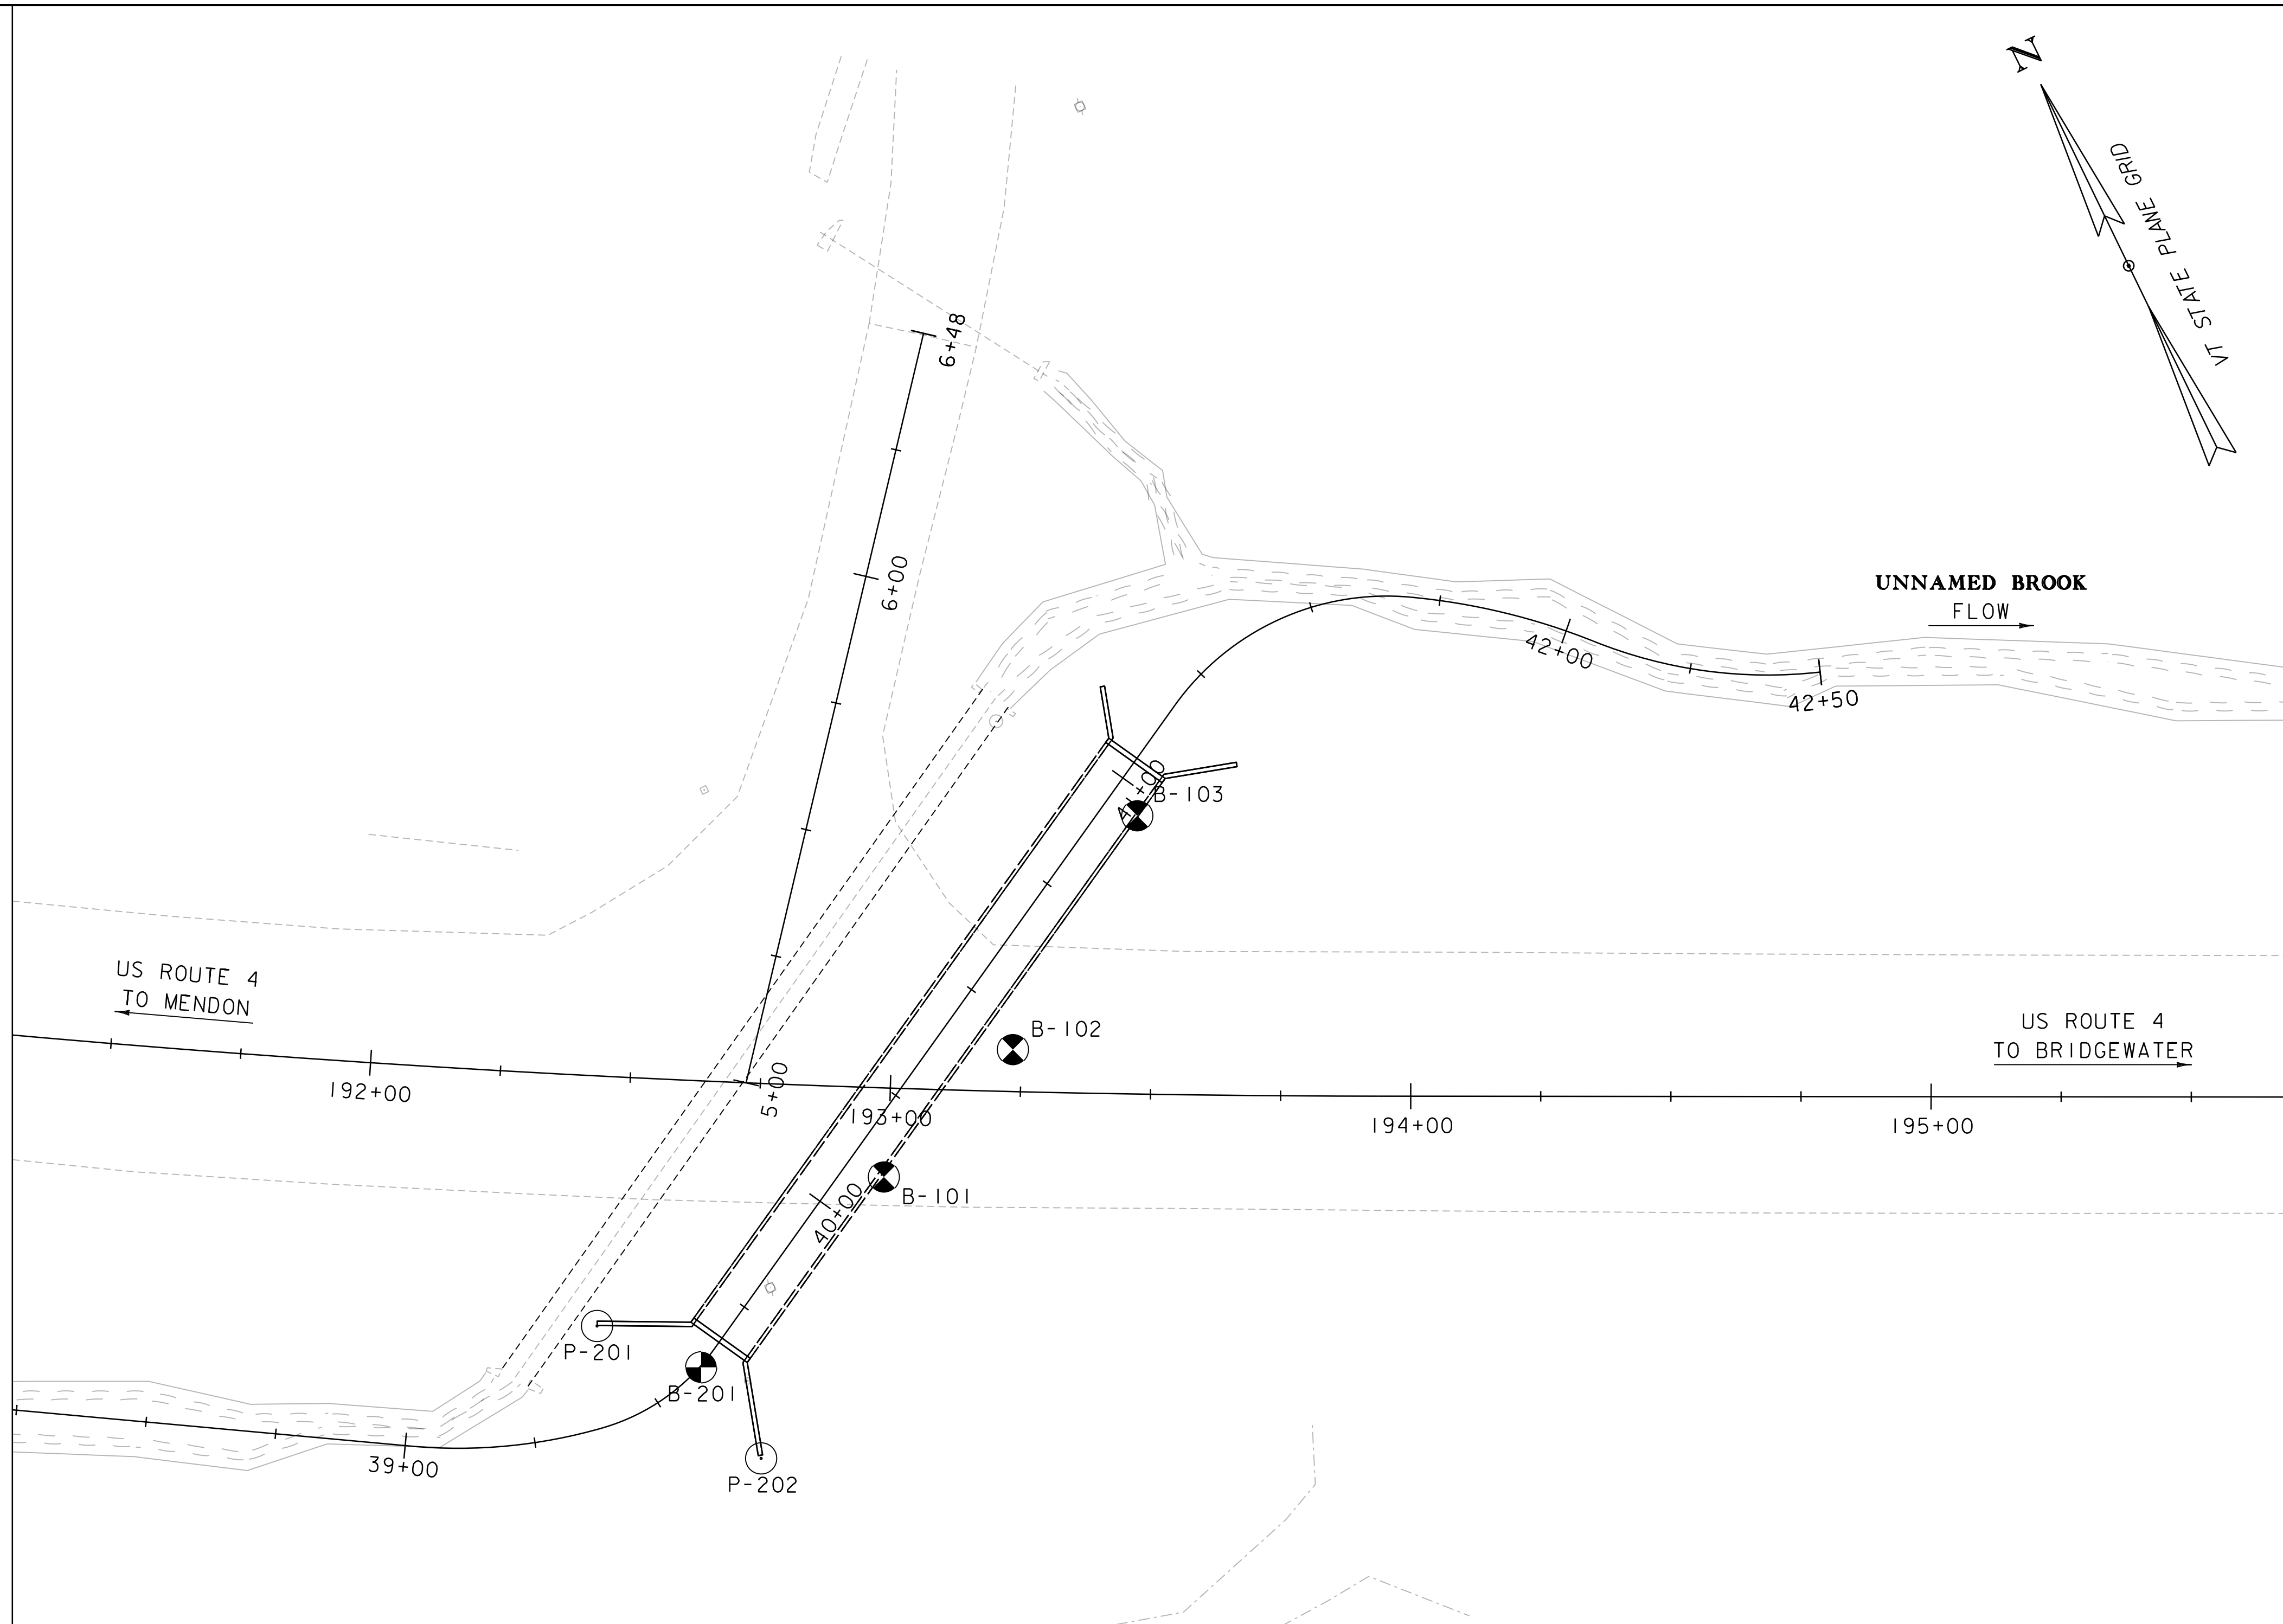 N
VT STATE PLANE GRID
6+48
6+00
UNNAMED BROOK
FLOW
42+00
42+50
41+00
B-103
US ROUTE 4
TO MENDON
B-102
US ROUTE 4
TO BRIDGEWATER
192+00
5+00
193+00
194+00
195+00
B-101
40+00
P-201
B-201
39+00
P-202